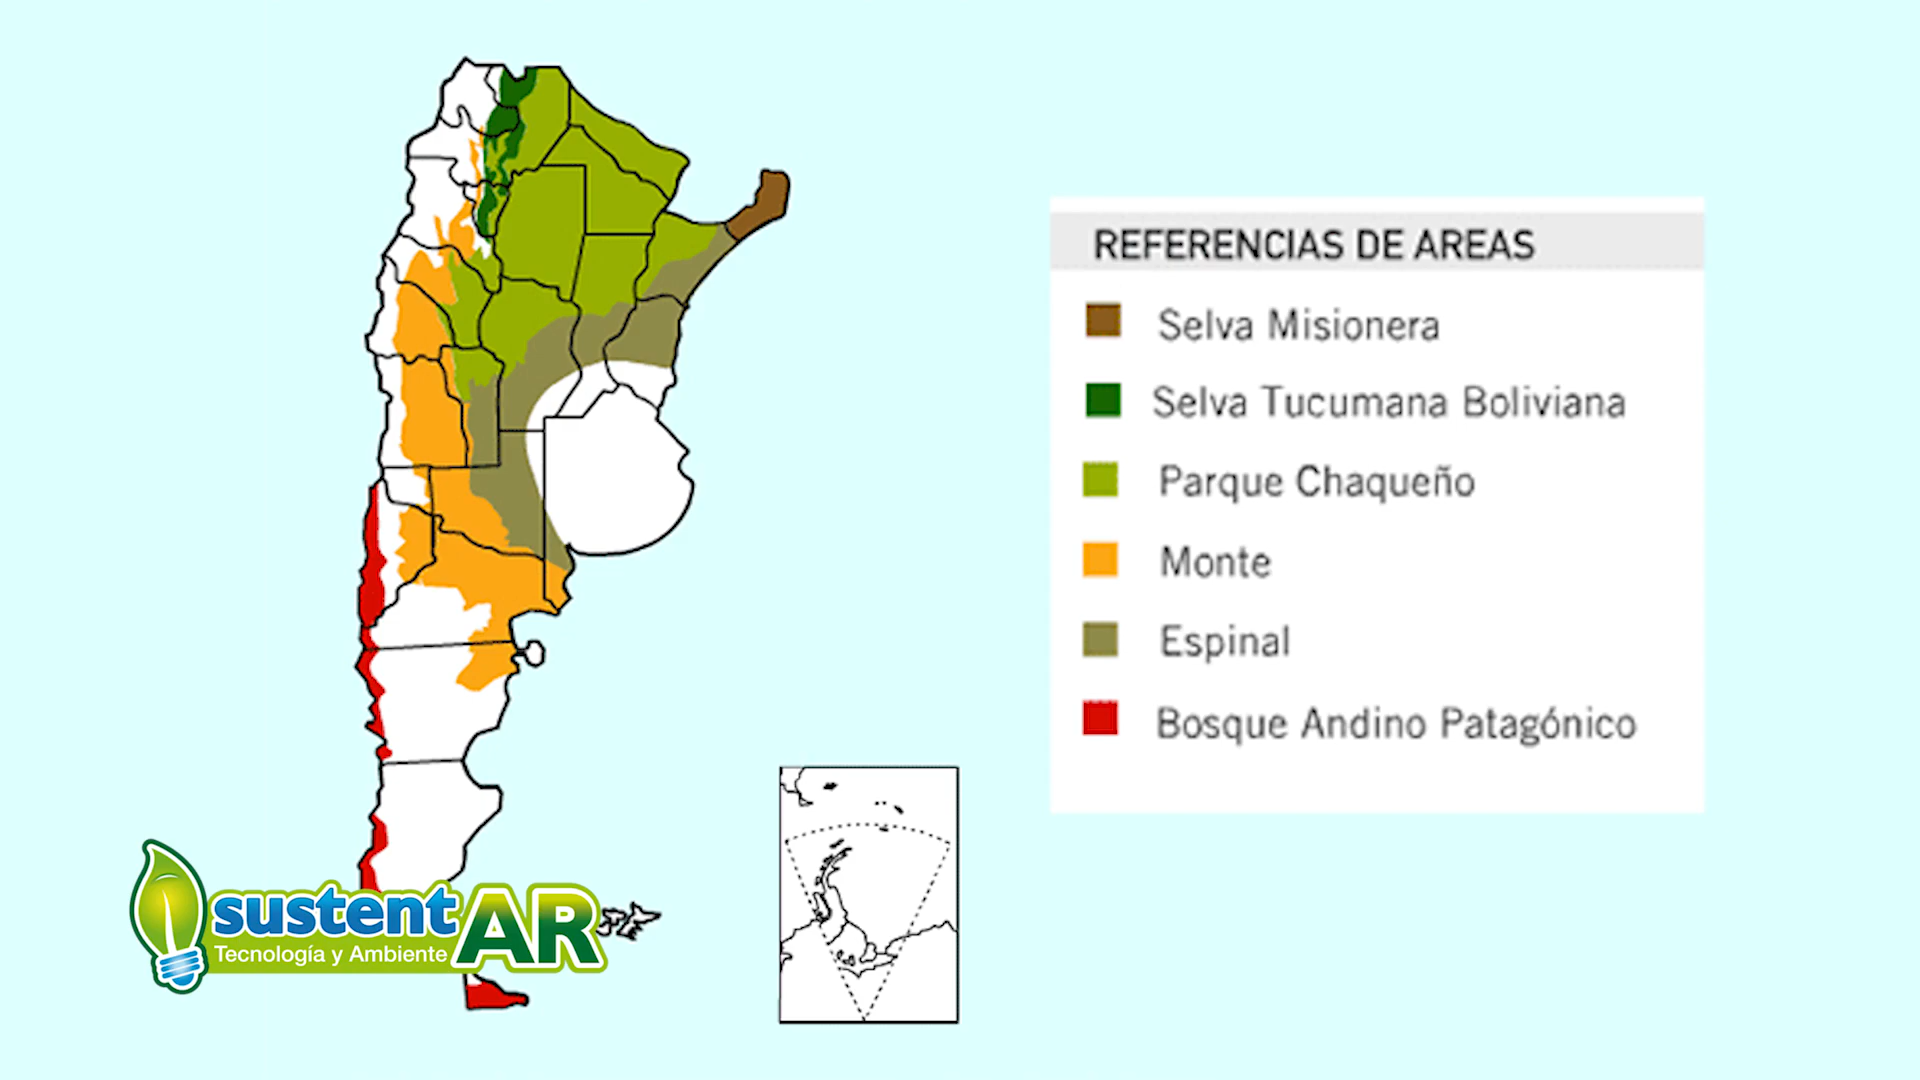 REFERENCIAS DE AREAS
Selva Misionera
Selva Tucumana Boliviana
Parque Chaqueño
Monte
Espinal
Bosque Andino Patagónico
sustentAR
Tecnología y Ambiente